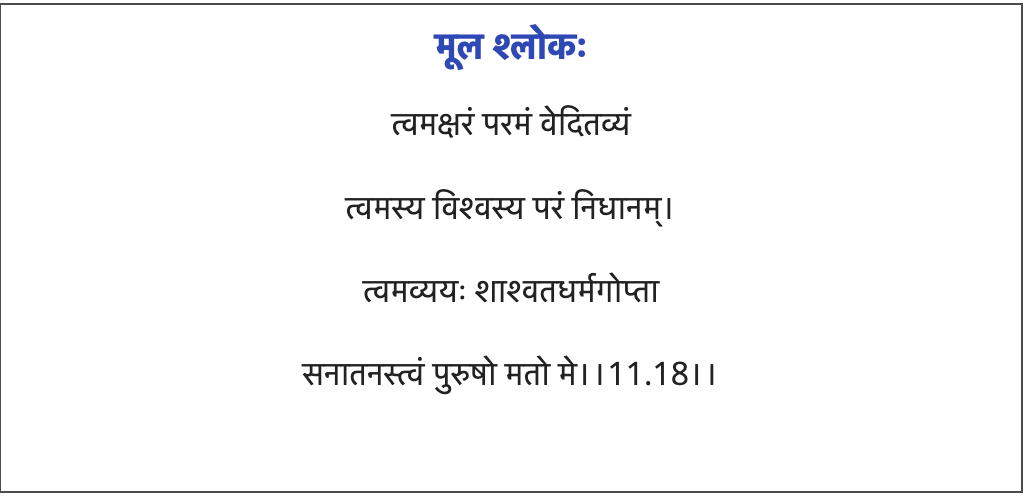 मूल श्लोकः
त्वमक्षरं परमं वेदितव्यं
त्वमस्य विश्वस्य परं निधानम्।
त्वमव्ययः शाश्वतधर्मगोप्ता
सनातनस्त्वं पुरुषो मतो मे।।11.18।।